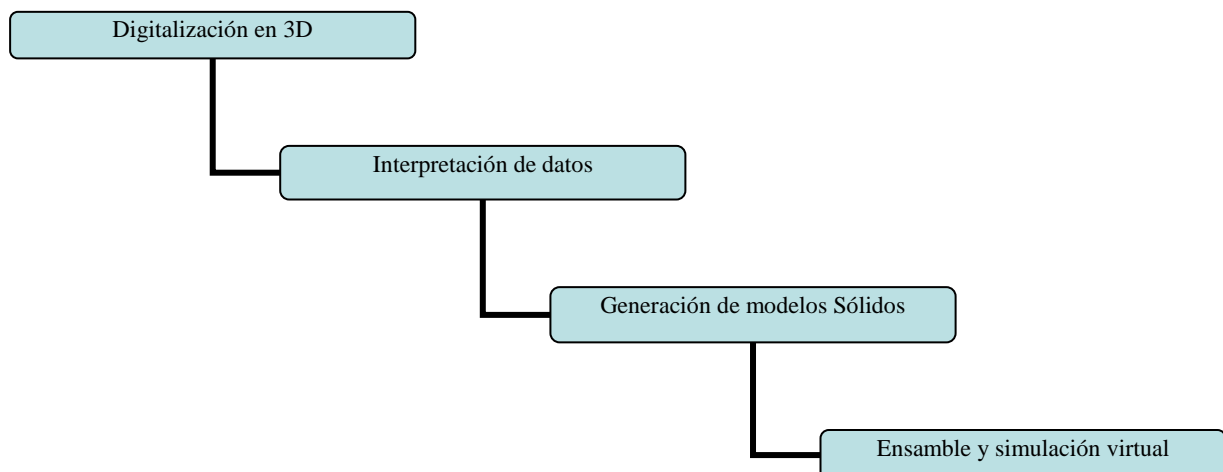 Digitalización en 3D
Interpretación de datos
Generación de modelos Sólidos
Ensamble y simulación virtual